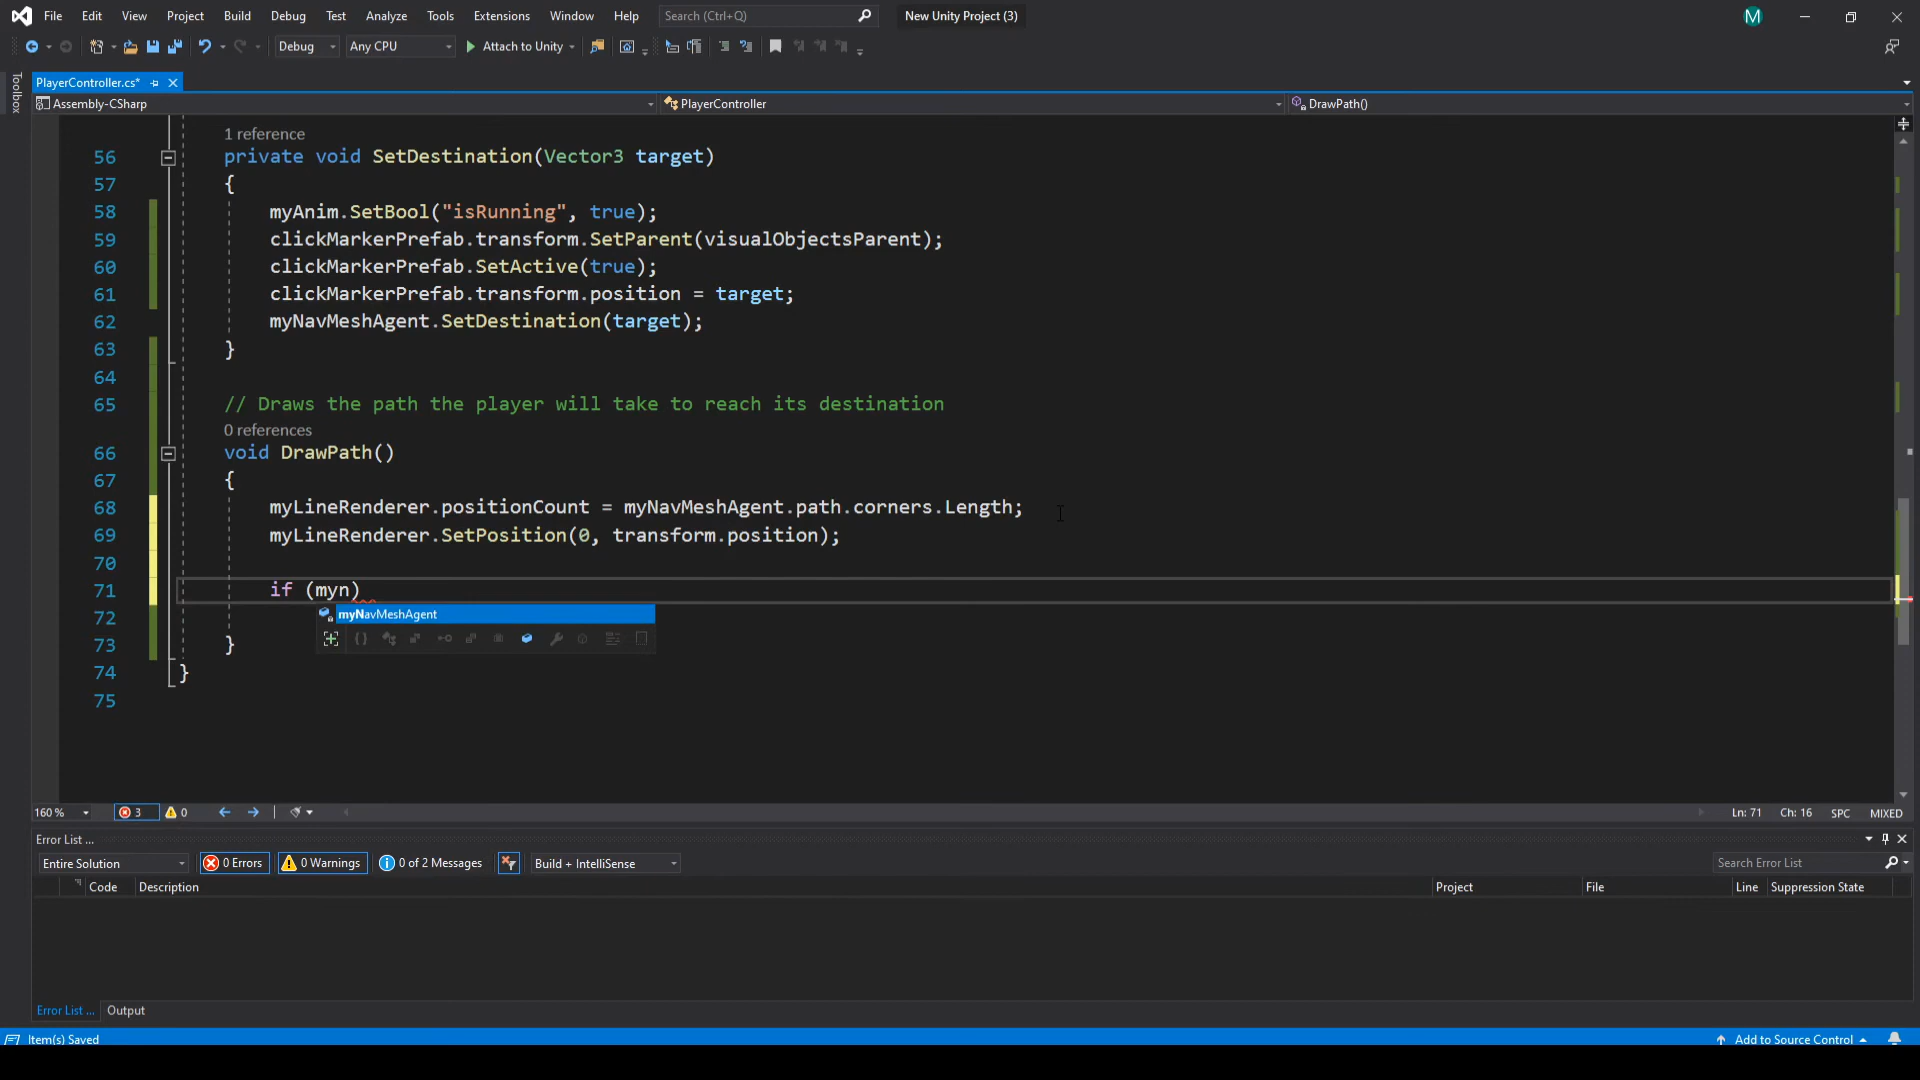 File Edit View Project Build Debug Test Analyze Tools Extensions Window Help Search (Ctrl+Q) New Unity Project (3) M
Debug Any CPU Attach to Unity
Toolbox
PlayerController.cs*
Assembly-CSharp PlayerController DrawPath()
1 reference
56 private void SetDestination(Vector3 target)
57 {
58 myAnim.SetBool("isRunning", true);
59 clickMarkerPrefab.transform.SetParent(visualObjectsParent);
60 clickMarkerPrefab.SetActive(true);
61 clickMarkerPrefab.transform.position = target;
62 myNavMeshAgent.SetDestination(target);
63 }
64
65 // Draws the path the player will take to reach its destination
0 references
66 void DrawPath()
67 {
68 myLineRenderer.positionCount = myNavMeshAgent.path.corners.Length;
69 myLineRenderer.SetPosition(0, transform.position);
70
71 if (myn)
myNavMeshAgent
72
73 }
74 }
75
160 % 3 0 Ln: 71 Ch: 16 SPC MIXED
Error List ...
Entire Solution 0 Errors 0 Warnings 0 of 2 Messages Build + IntelliSense Search Error List
Code Description Project File Line Suppression State
Error List ... Output
Item(s) Saved Add to Source Control